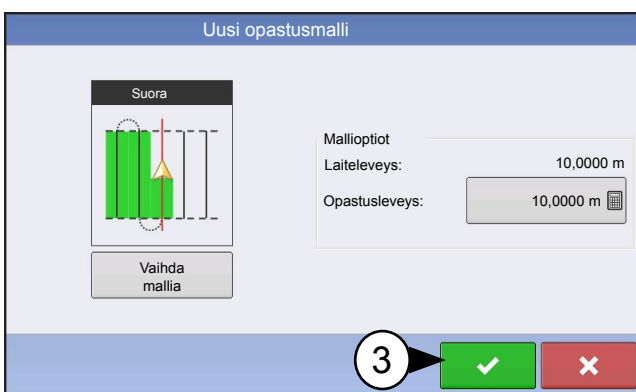 Uusi opastusmalli
Suora
Mallioptiot
Laiteleveys: 10,0000 m
Opastusleveys: 10,0000 m
Vaihda
mallia
3